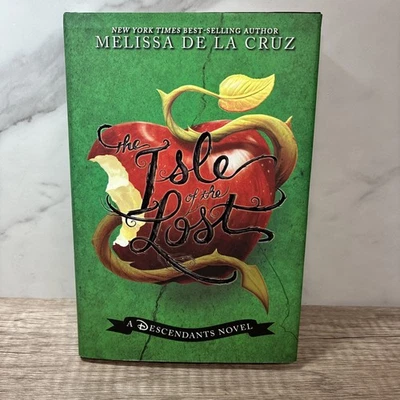 NEW YORK TIMES BEST-SELLING AUTHOR
MELISSA DE LA CRUZ
The
Isle
of the
Lost
A DESCENDANTS NOVEL